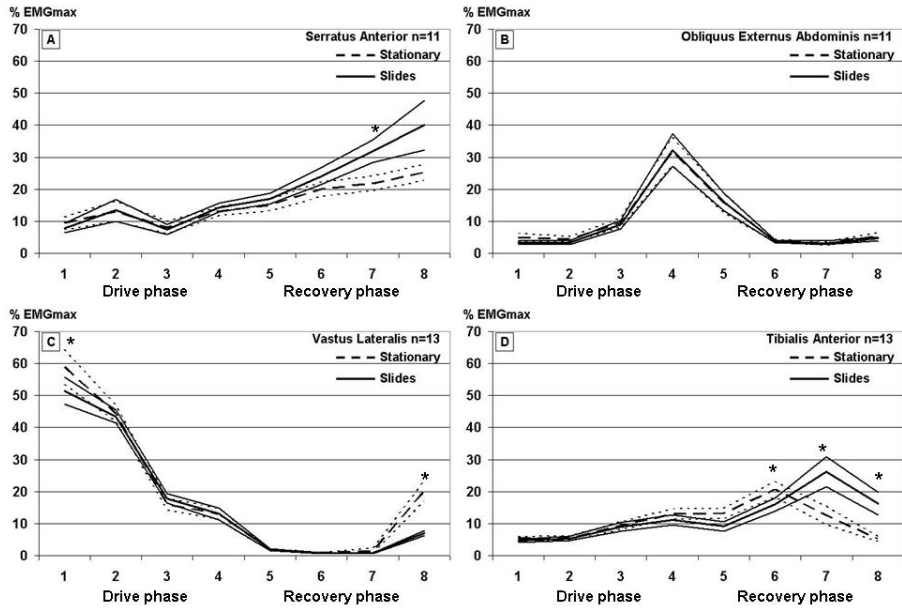 % EMGmax
70
A
Serratus Anterior n=11
60
Stationary
50
Slides
40
*
30
20
10
0
1 2 3 4 5 6 7 8
Drive phase Recovery phase
% EMGmax
70
B
Obliquus Externus Abdominis n=11
60
Stationary
50
Slides
40
30
20
10
0
1 2 3 4 5 6 7 8
Drive phase Recovery phase
% EMGmax
70
C
*
Vastus Lateralis n=13
60
Stationary
50
Slides
40
30
*
20
10
0
1 2 3 4 5 6 7 8
Drive phase Recovery phase
% EMGmax
70
D
Tibialis Anterior n=13
60
Stationary
50
Slides
40
30
* * *
20
10
0
1 2 3 4 5 6 7 8
Drive phase Recovery phase